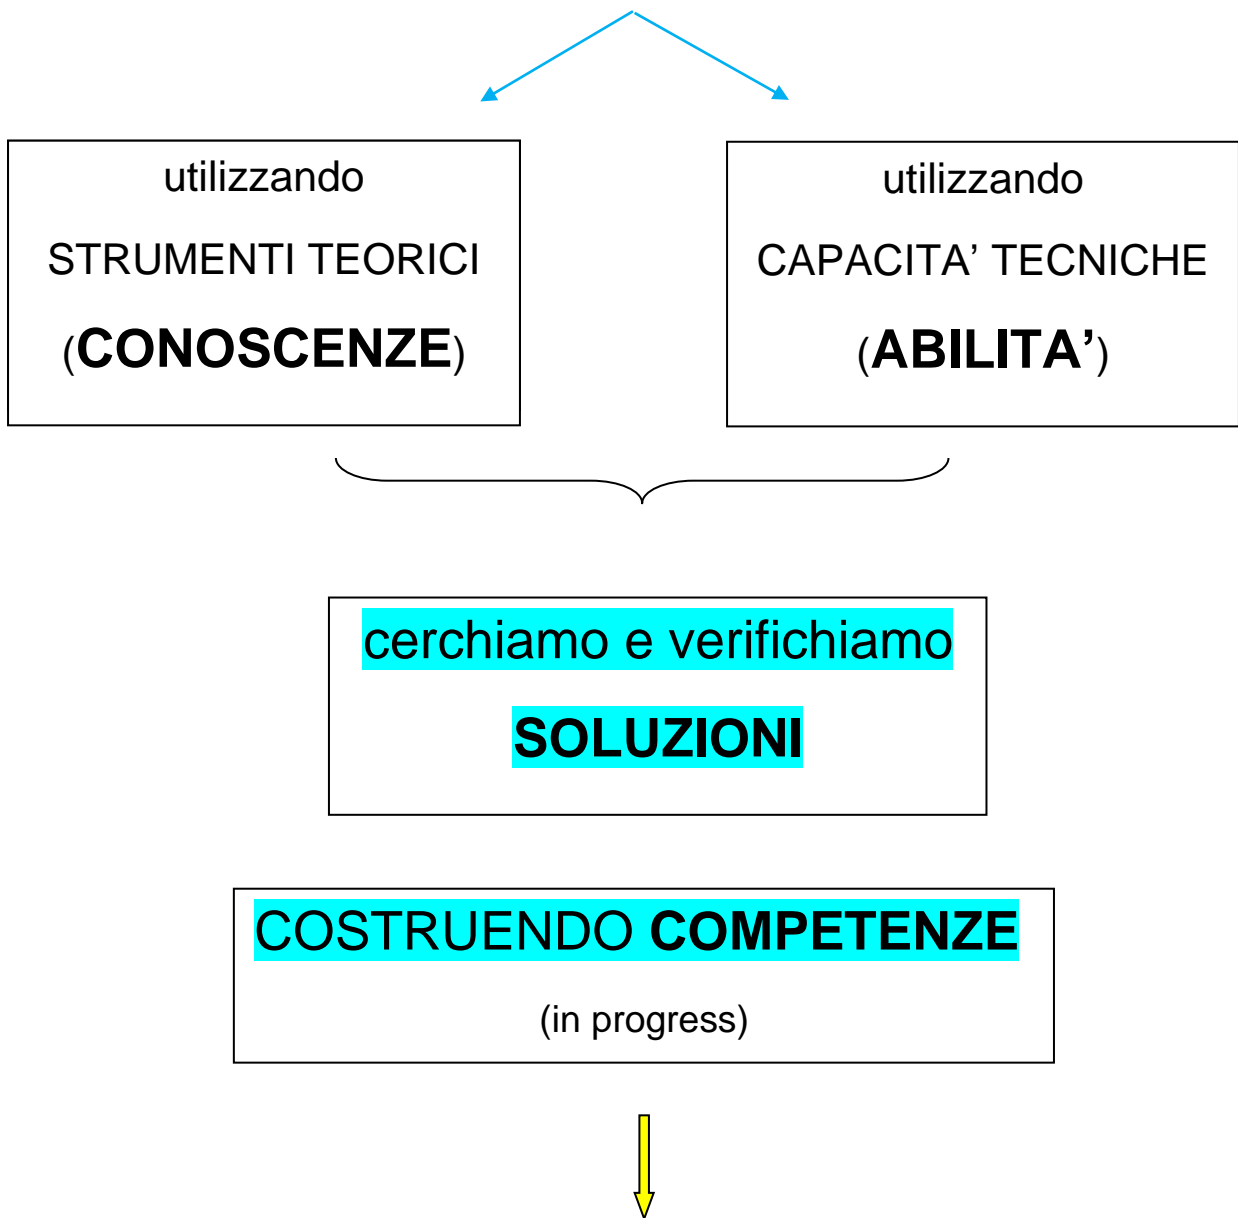 utilizzando
STRUMENTI TEORICI
(CONOSCENZE)
utilizzando
CAPACITA’ TECNICHE
(ABILITA’)
cerchiamo e verifichiamo
SOLUZIONI
COSTRUENDO COMPETENZE
(in progress)